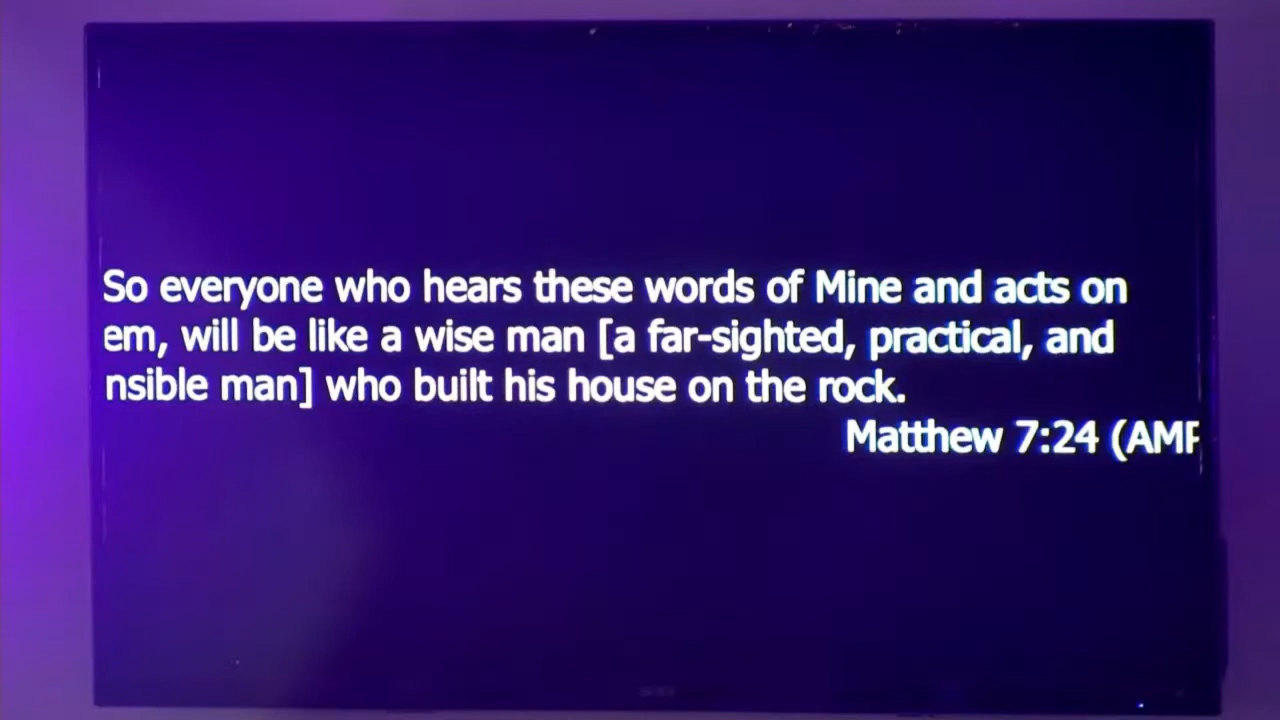 So everyone who hears these words of Mine and acts on
em, will be like a wise man [a far-sighted, practical, and
nsible man] who built his house on the rock.
Matthew 7:24 (AMP